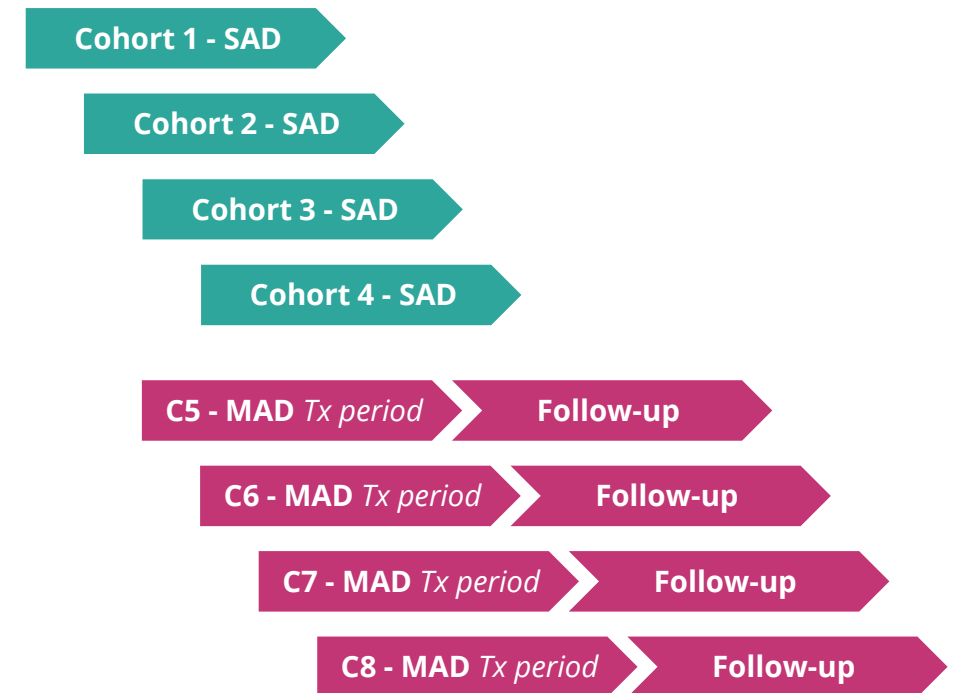 Cohort 1 - SAD
Cohort 2 - SAD
Cohort 3 - SAD
Cohort 4 - SAD
C5 - MAD Tx period Follow-up
C6 - MAD Tx period Follow-up
C7 - MAD Tx period Follow-up
C8 - MAD Tx period Follow-up